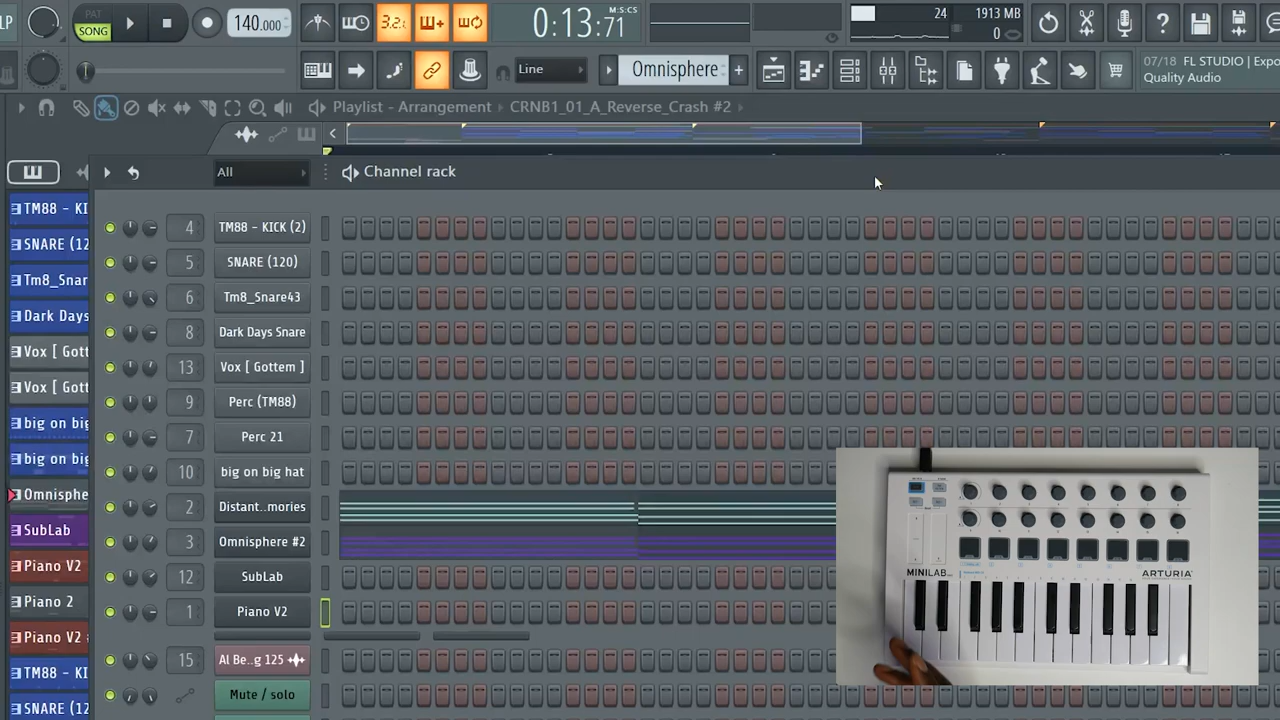 LP
PAT
SONG
140.000
3.2.
0:13:71
M:S:CS
24
1913 MB
0
Line
Omnisphere
07/18 FL STUDIO | Expo
Quality Audio
Playlist - Arrangement › CRNB1_01_A_Reverse_Crash #2 ›
All
Channel rack
TM88 - KI
4
TM88 - KICK (2)
SNARE (12
5
SNARE (120)
Tm8_Snar
6
Tm8_Snare43
Dark Days
8
Dark Days Snare
Vox [ Gott
13
Vox [ Gottem ]
Vox [ Gott
9
Perc (TM88)
big on big
7
Perc 21
big on big
10
big on big hat
Omnisphe
2
Distant..mories
SubLab
3
Omnisphere #2
Piano V2
12
SubLab
Piano 2
1
Piano V2
Piano V2 #
15
Al Be..g 125
TM88 - KI
Mute / solo
SNARE (12
MINILAB
ARTURIA